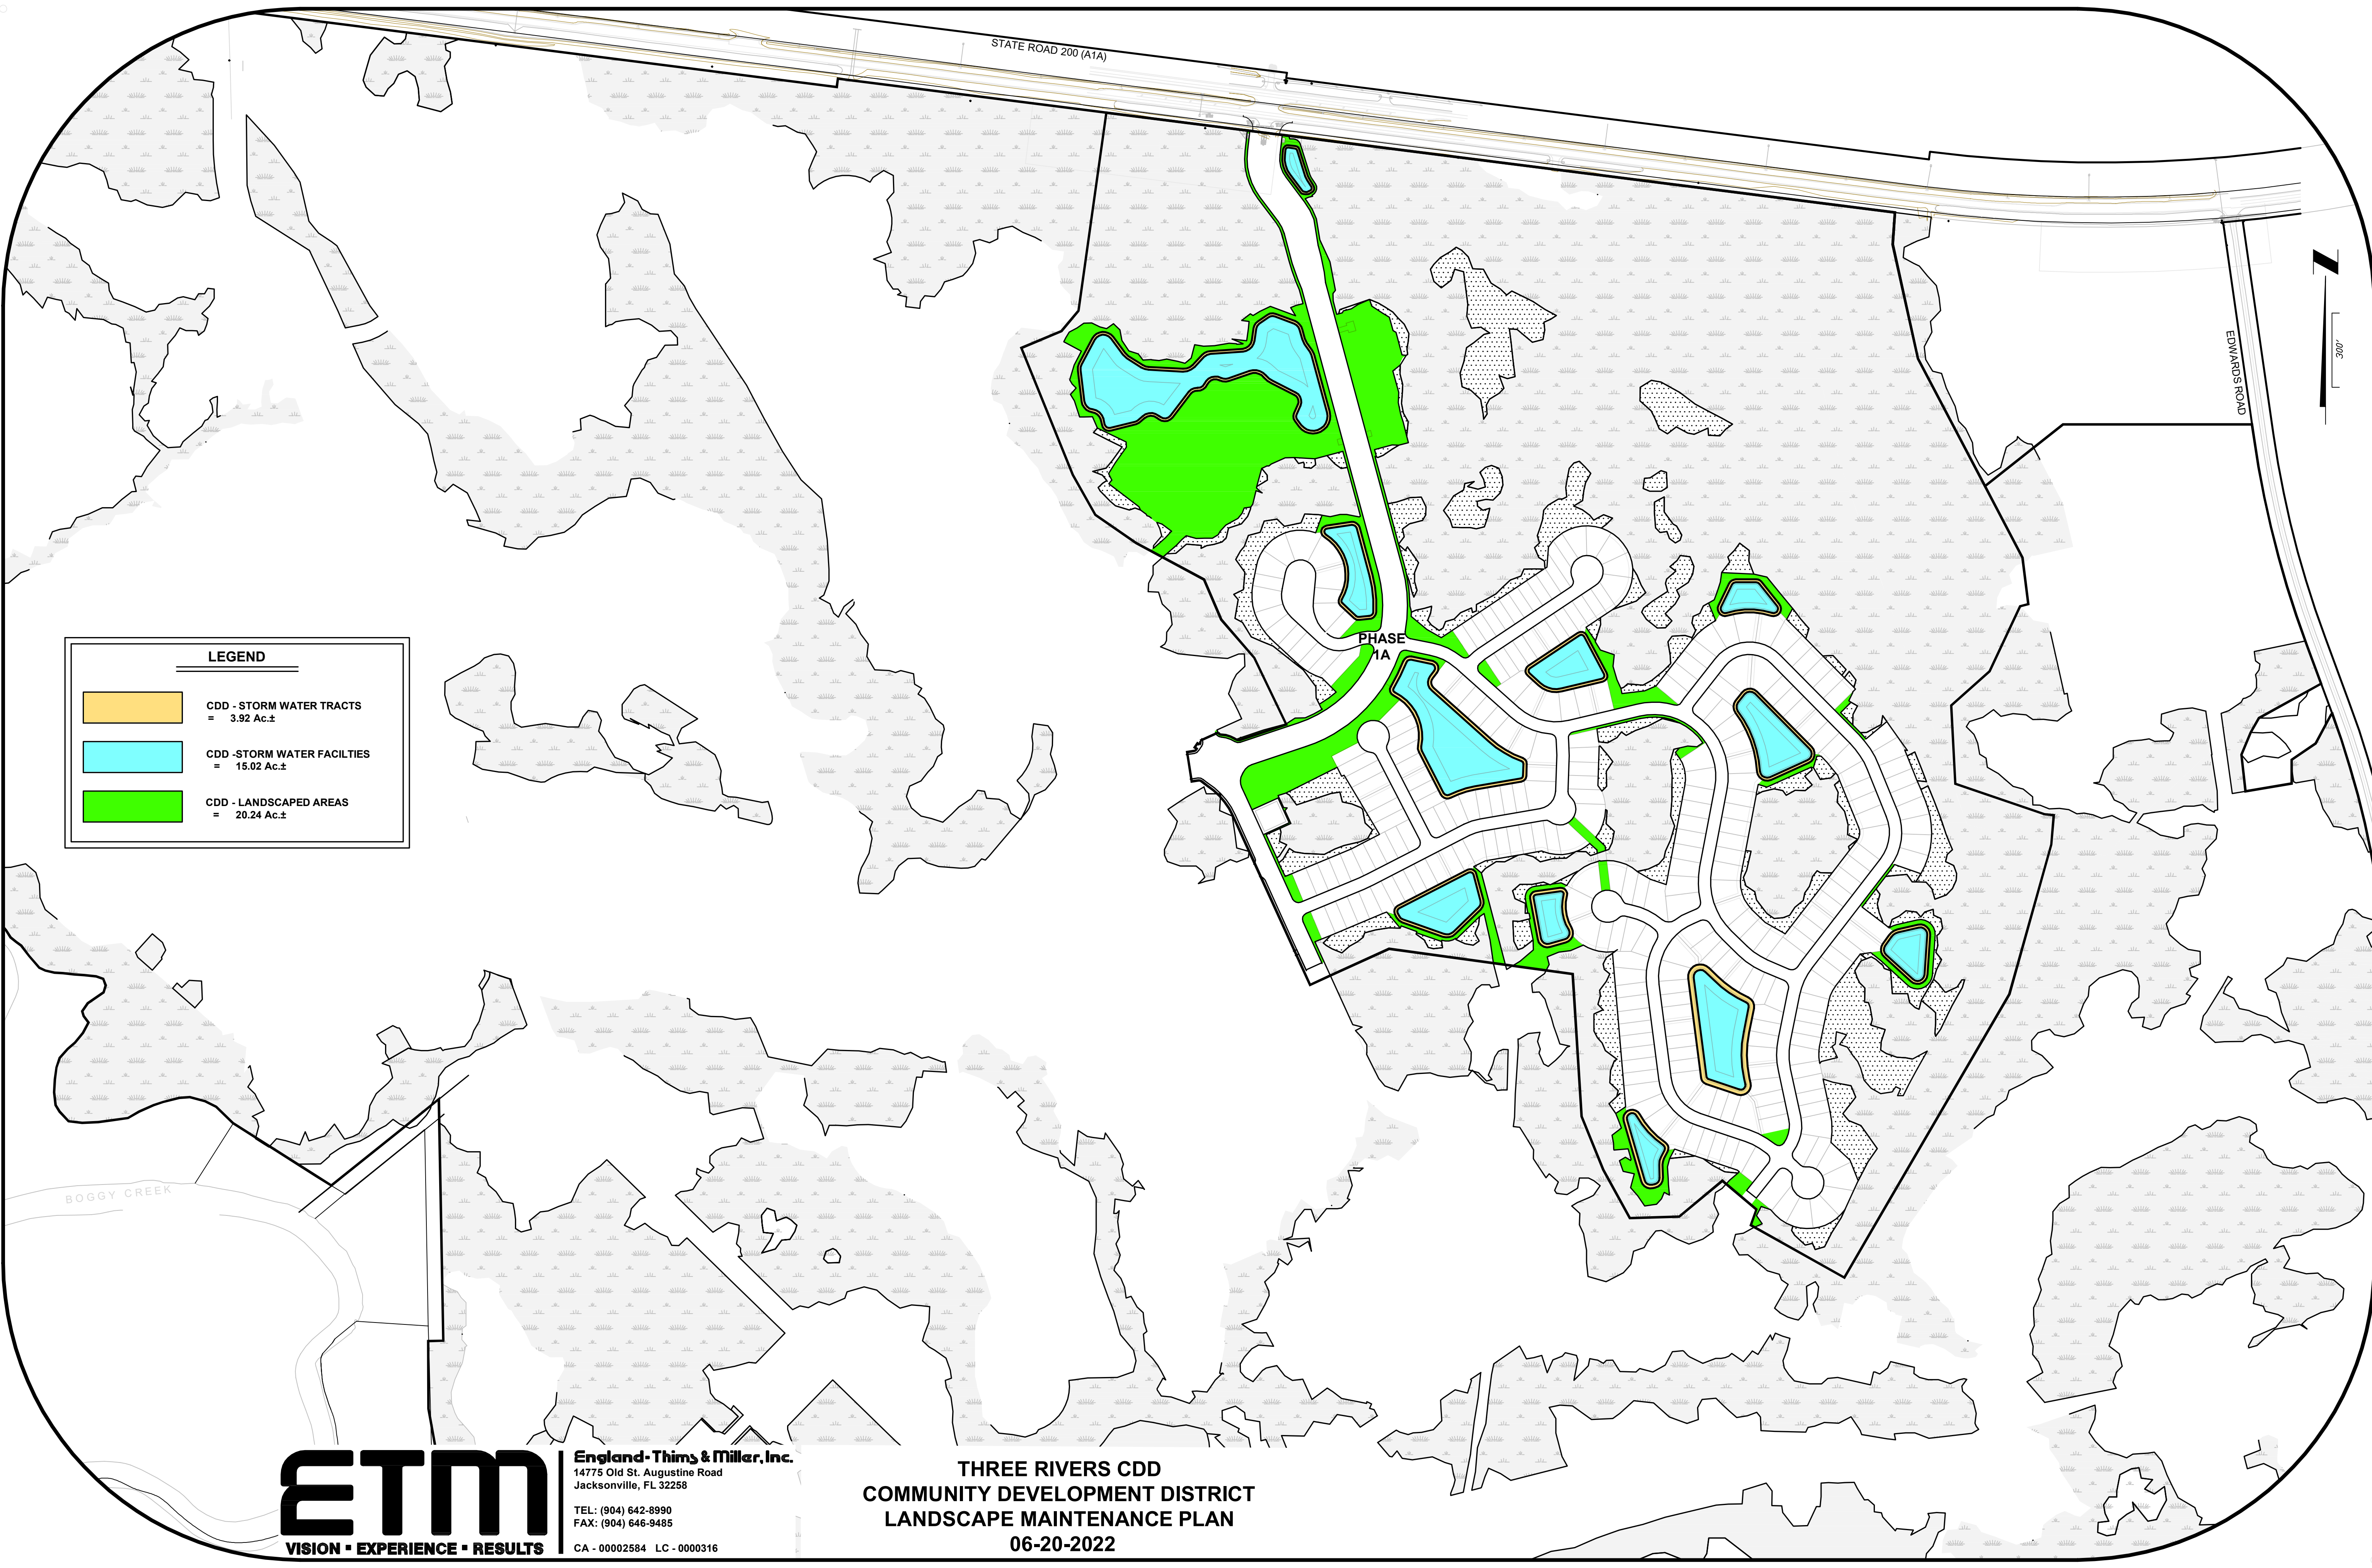 STATE ROAD 200 (A1A)
EDWARDS ROAD
300'
PHASE
1A
LEGEND
CDD - STORM WATER TRACTS
= 3.92 Ac.±
CDD -STORM WATER FACILTIES
= 15.02 Ac.±
CDD - LANDSCAPED AREAS
= 20.24 Ac.±
BOGGY CREEK
ETM
VISION ▪ EXPERIENCE ▪ RESULTS
England-Thims & Miller, Inc.
14775 Old St. Augustine Road
Jacksonville, FL 32258
TEL: (904) 642-8990
FAX: (904) 646-9485
CA - 00002584 LC - 0000316
THREE RIVERS CDD
COMMUNITY DEVELOPMENT DISTRICT
LANDSCAPE MAINTENANCE PLAN
06-20-2022